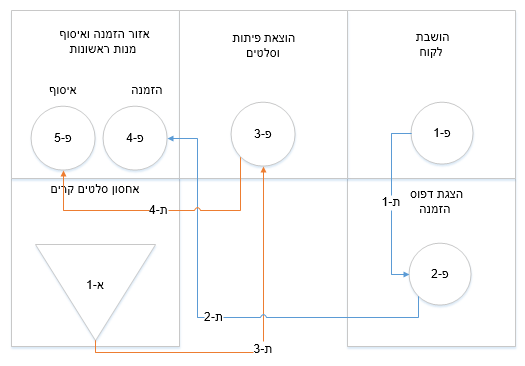 הושבת
לקוח
הוצאת פיתות
וסלטים
אזור הזמנה ואיסוף
מנות ראשונות
הזמנה
איסוף
פ-1
פ-3
פ-4
פ-5
הצגת דפוס
הזמנה
אחסון סלטים קרים
ת-1
ת-4
פ-2
א-1
ת-2
ת-3